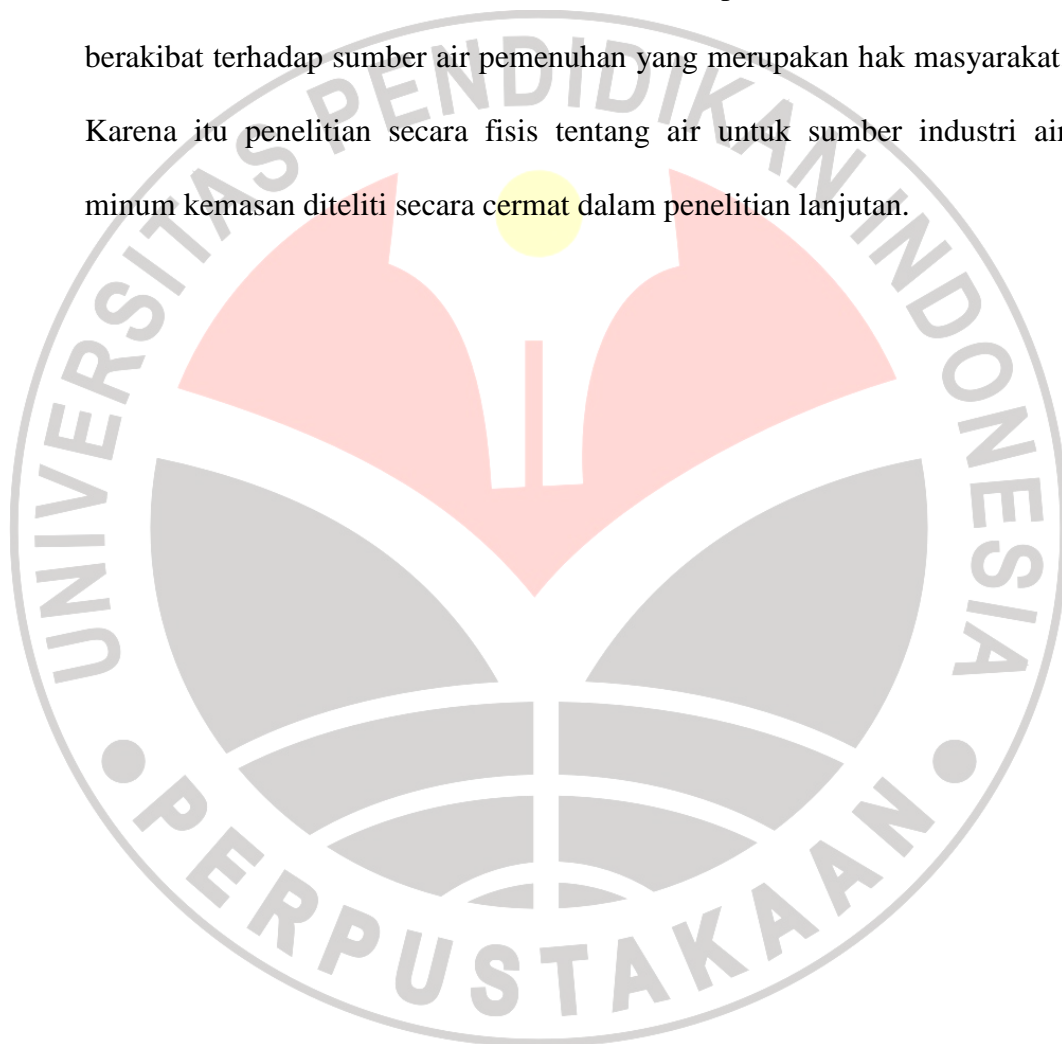 berakibat terhadap sumber air pemenuhan yang merupakan hak masyarakat
Karena itu penelitian secara fisis tentang air untuk sumber industri air
minum kemasan diteliti secara cermat dalam penelitian lanjutan.
UNIVERSITAS PENDIDIKAN INDONESIA
PERPUSTAKAAN